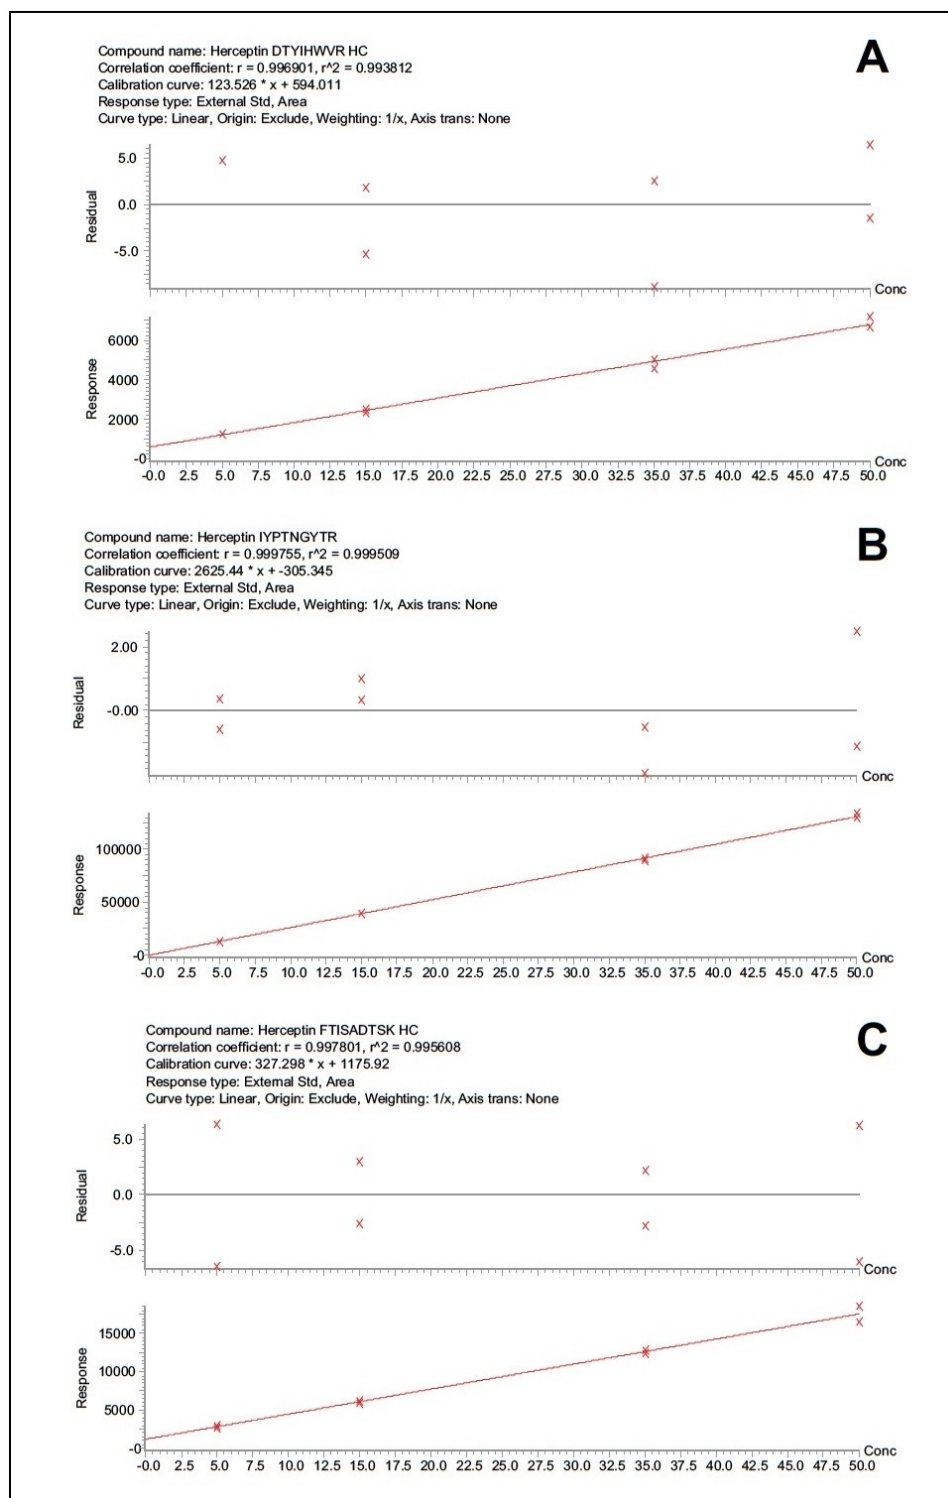 A
Compound name: Herceptin DTYIHWVR HC
Correlation coefficient: r = 0.996901, r^2 = 0.993812
Calibration curve: 123.526 * x + 594.011
Response type: External Std, Area
Curve type: Linear, Origin: Exclude, Weighting: 1/x, Axis trans: None
Residual
5.0
0.0
-5.0
Conc
Response
6000
4000
2000
-0
Conc
-0.0 2.5 5.0 7.5 10.0 12.5 15.0 17.5 20.0 22.5 25.0 27.5 30.0 32.5 35.0 37.5 40.0 42.5 45.0 47.5 50.0
B
Compound name: Herceptin IYPTNGYTR
Correlation coefficient: r = 0.999755, r^2 = 0.999509
Calibration curve: 2625.44 * x + -305.345
Response type: External Std, Area
Curve type: Linear, Origin: Exclude, Weighting: 1/x, Axis trans: None
Residual
2.00
-0.00
Conc
Response
100000
50000
-0
Conc
-0.0 2.5 5.0 7.5 10.0 12.5 15.0 17.5 20.0 22.5 25.0 27.5 30.0 32.5 35.0 37.5 40.0 42.5 45.0 47.5 50.0
C
Compound name: Herceptin FTISADTSK HC
Correlation coefficient: r = 0.997801, r^2 = 0.995608
Calibration curve: 327.298 * x + 1175.92
Response type: External Std, Area
Curve type: Linear, Origin: Exclude, Weighting: 1/x, Axis trans: None
Residual
5.0
0.0
-5.0
Conc
Response
15000
10000
5000
-0
Conc
-0.0 2.5 5.0 7.5 10.0 12.5 15.0 17.5 20.0 22.5 25.0 27.5 30.0 32.5 35.0 37.5 40.0 42.5 45.0 47.5 50.0